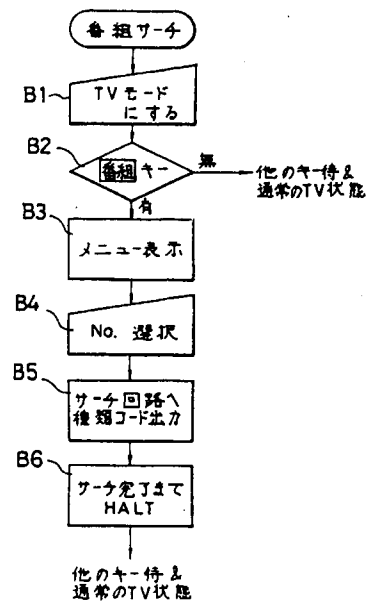 番組サーチ
B1
TVモード
にする
B2
番組 キー
無
他のキー待&
通常のTV状態
有
B3
メニュー表示
B4
No. 選択
B5
サーチ回路へ
種類コード出力
B6
サーチ完了まで
HALT
他のキー待&
通常のTV状態